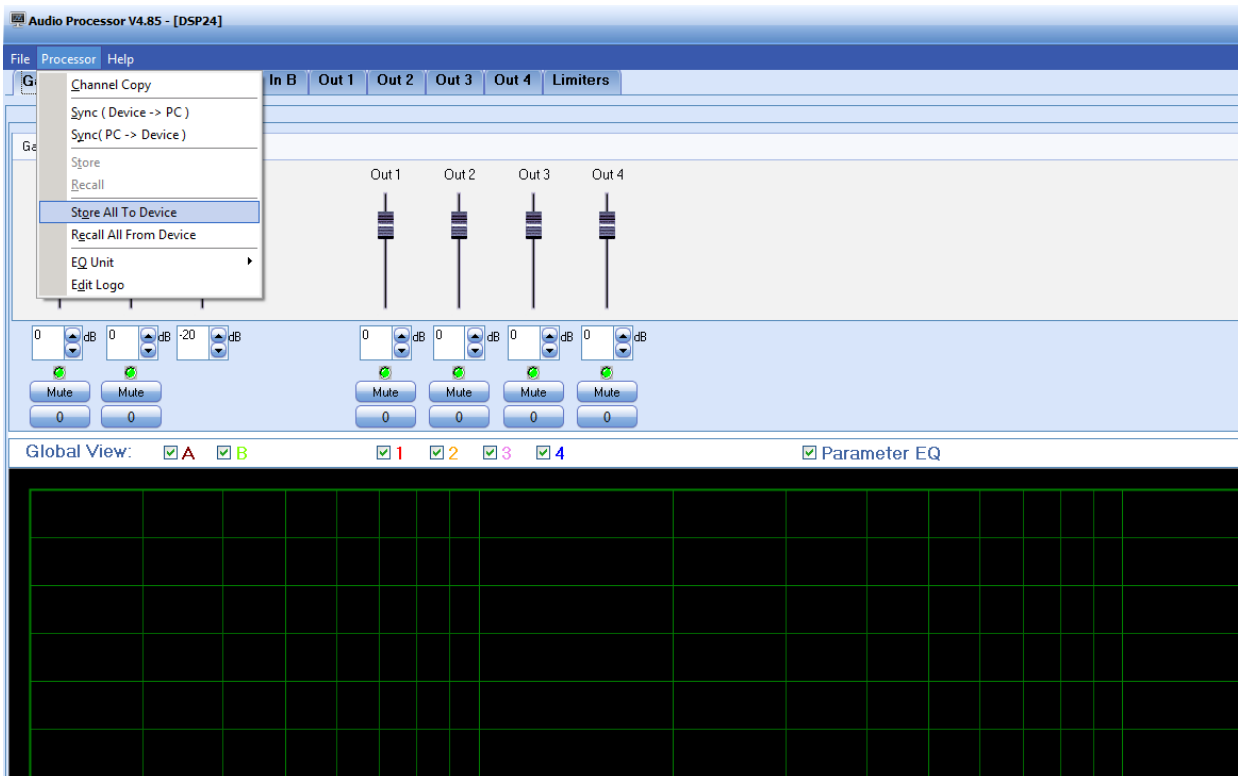 Audio Processor V4.85 - [DSP24]
File Processor Help
In B Out 1 Out 2 Out 3 Out 4 Limiters
Channel Copy
Sync ( Device -> PC )
Sync( PC -> Device )
Store
Recall
Store All To Device
Recall All From Device
EQ Unit
Edit Logo
Out 1 Out 2 Out 3 Out 4
0 dB 0 dB -20 dB 0 dB 0 dB 0 dB 0 dB
Mute Mute Mute Mute Mute Mute
0 0 0 0 0 0
Global View: A B 1 2 3 4 Parameter EQ